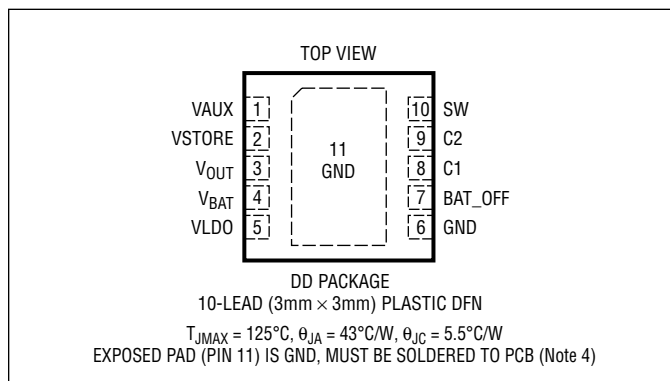 TOP VIEW
VAUX 1
VSTORE 2
VOUT 3
VBAT 4
VLDO 5
11
GND
10 SW
9 C2
8 C1
7 BAT_OFF
6 GND
DD PACKAGE
10-LEAD (3mm × 3mm) PLASTIC DFN
TJMAX = 125°C, θJA = 43°C/W, θJC = 5.5°C/W
EXPOSED PAD (PIN 11) IS GND, MUST BE SOLDERED TO PCB (Note 4)